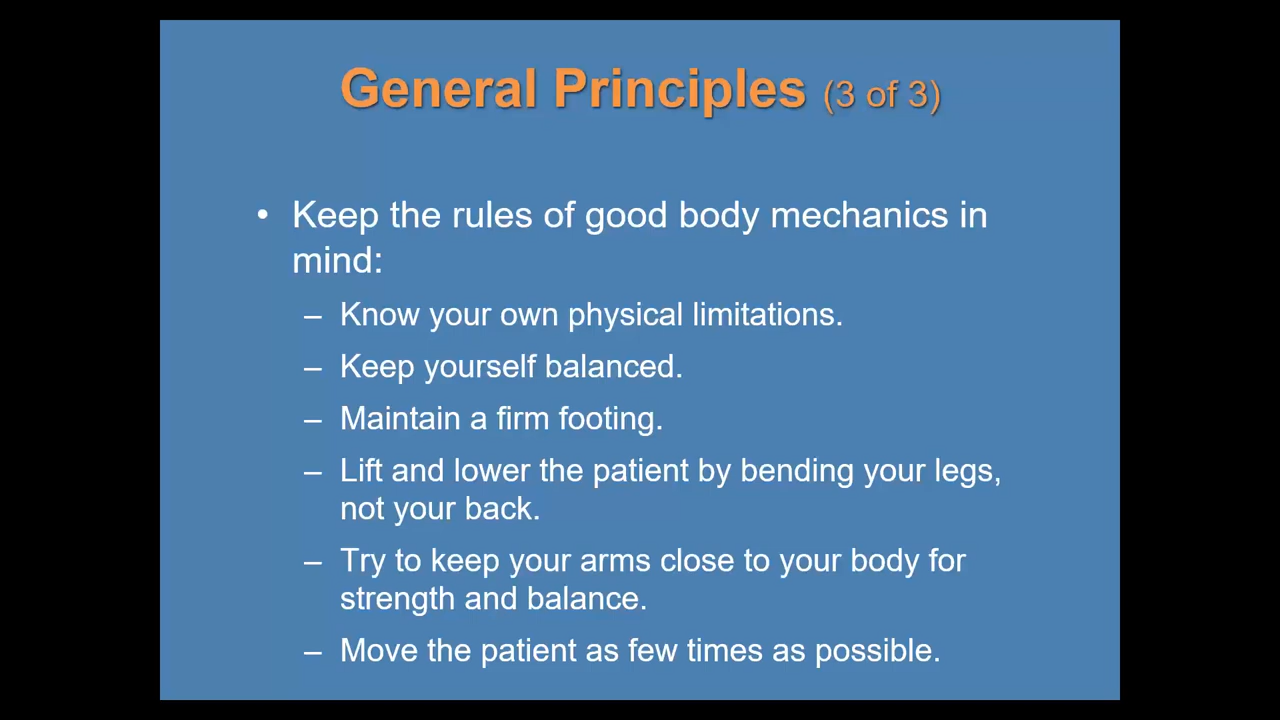 General Principles (3 of 3)
• Keep the rules of good body mechanics in
mind:
– Know your own physical limitations.
– Keep yourself balanced.
– Maintain a firm footing.
– Lift and lower the patient by bending your legs,
not your back.
– Try to keep your arms close to your body for
strength and balance.
– Move the patient as few times as possible.